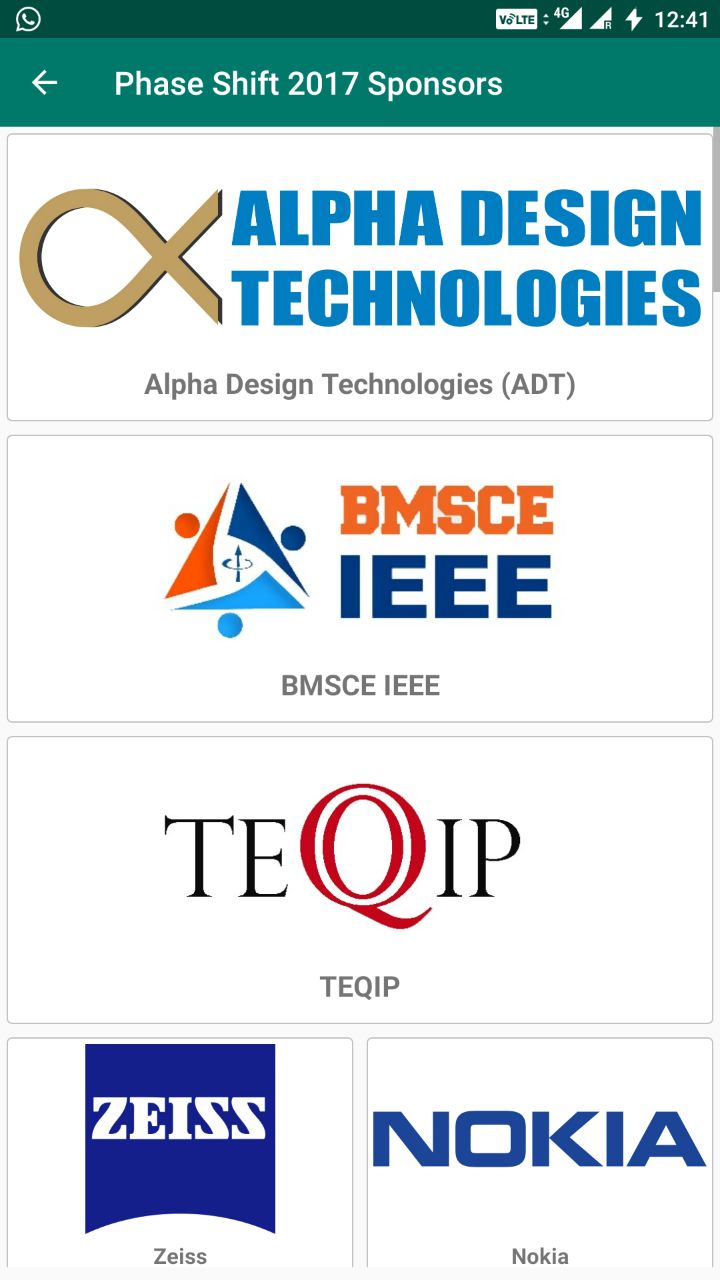 VoLTE 4G R 12:41
Phase Shift 2017 Sponsors
ALPHA DESIGN
TECHNOLOGIES
Alpha Design Technologies (ADT)
BMSCE
IEEE
BMSCE IEEE
TEQIP
TEQIP
ZEISS
Zeiss
NOKIA
Nokia